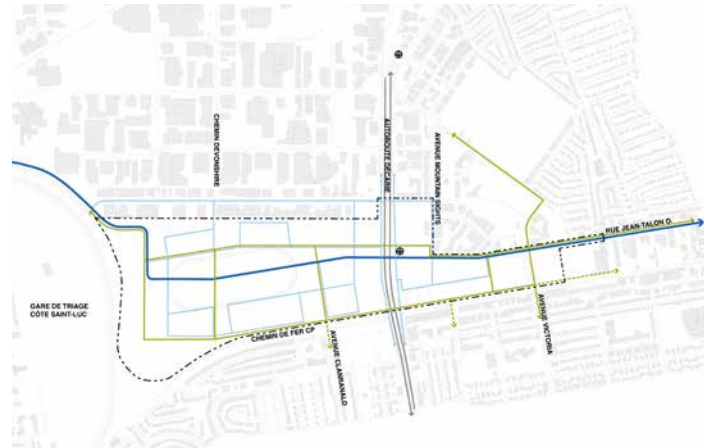 CHEMIN DEVONSHIRE
AUTOROUTE DÉCARIE
AVENUE MOUNTAIN SIGHTS
RUE JEAN-TALON O.
GARE DE TRIAGE
CÔTE SAINT-LUC
CHEMIN DE FER CP
AVENUE CLANRANALD
AVENUE VICTORIA